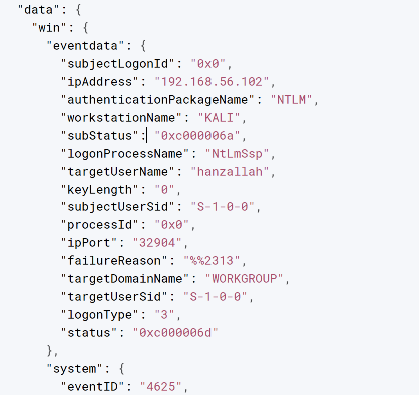 "data": {
"win": {
"eventdata": {
"subjectLogonId": "0x0",
"ipAddress": "192.168.56.102",
"authenticationPackageName": "NTLM",
"workstationName": "KALI",
"subStatus": "0xc000006a",
"logonProcessName": "NtLmSsp",
"targetUserName": "hanzallah",
"keyLength": "0",
"subjectUserSid": "S-1-0-0",
"processId": "0x0",
"ipPort": "32904",
"failureReason": "%%2313",
"targetDomainName": "WORKGROUP",
"targetUserSid": "S-1-0-0",
"logonType": "3",
"status": "0xc000006d"
},
"system": {
"eventID": "4625",